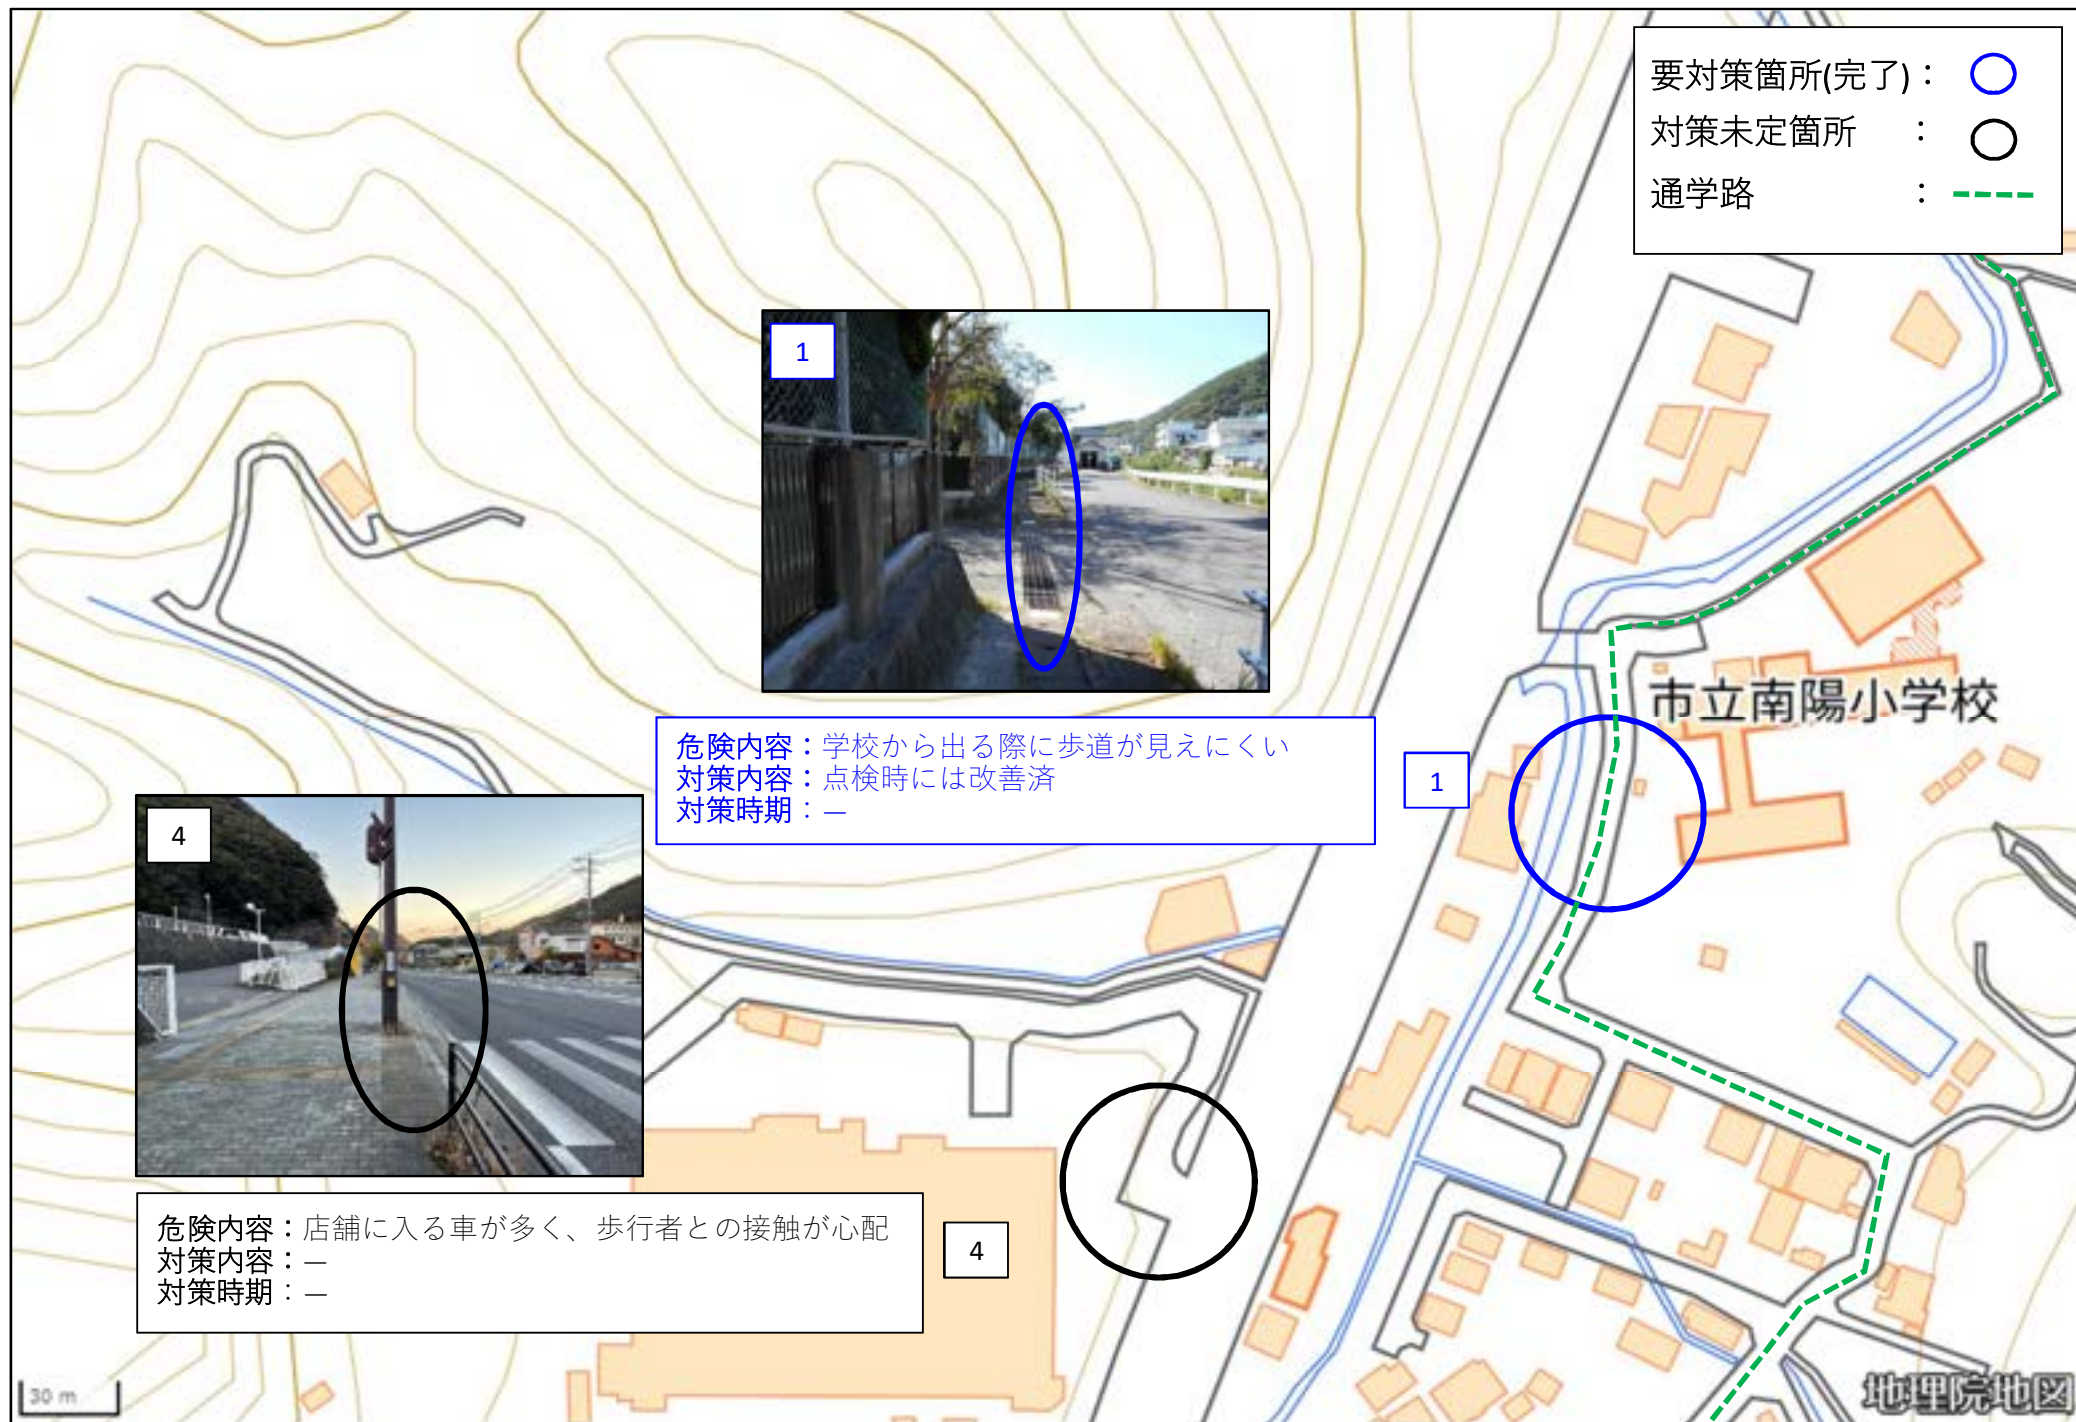 要対策箇所(完了)：
対策未定箇所　　：
通学路　　　　　：
1
危険内容：学校から出る際に歩道が見えにくい
対策内容：点検時には改善済
対策時期：―
1
市立南陽小学校
4
危険内容：店舗に入る車が多く、歩行者との接触が心配
対策内容：―
対策時期：―
4
30 m
地理院地図